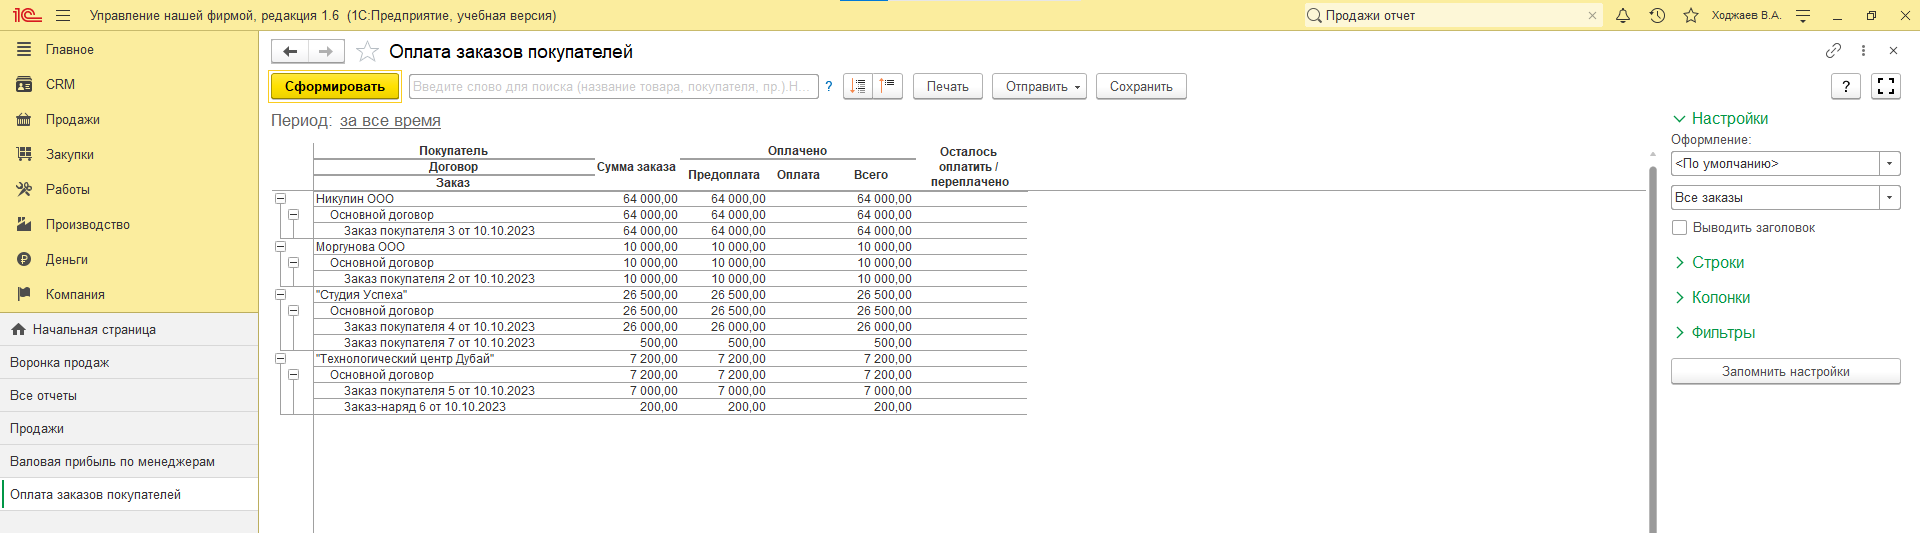 1С Управление нашей фирмой, редакция 1.6 (1С:Предприятие, учебная версия) Продажи отчет Ходжаев В.А.
Главное
CRM
Продажи
Закупки
Работы
Производство
Деньги
Компания
Начальная страница
Воронка продаж
Все отчеты
Продажи
Валовая прибыль по менеджерам
Оплата заказов покупателей
Оплата заказов покупателей
Сформировать Введите слово для поиска (название товара, покупателя, пр.).Н... ? Печать Отправить Сохранить ?
Период: за все время
Покупатель Сумма заказа Оплачено Осталось оплатить / переплачено
Договор Предоплата Оплата Всего
Заказ
Никулин ООО 64 000,00 64 000,00 64 000,00
Основной договор 64 000,00 64 000,00 64 000,00
Заказ покупателя 3 от 10.10.2023 64 000,00 64 000,00 64 000,00
Моргунова ООО 10 000,00 10 000,00 10 000,00
Основной договор 10 000,00 10 000,00 10 000,00
Заказ покупателя 2 от 10.10.2023 10 000,00 10 000,00 10 000,00
"Студия Успеха" 26 500,00 26 500,00 26 500,00
Основной договор 26 500,00 26 500,00 26 500,00
Заказ покупателя 4 от 10.10.2023 26 000,00 26 000,00 26 000,00
Заказ покупателя 7 от 10.10.2023 500,00 500,00 500,00
"Технологический центр Дубай" 7 200,00 7 200,00 7 200,00
Основной договор 7 200,00 7 200,00 7 200,00
Заказ покупателя 5 от 10.10.2023 7 000,00 7 000,00 7 000,00
Заказ-наряд 6 от 10.10.2023 200,00 200,00 200,00
Настройки
Оформление:
<По умолчанию>
Все заказы
Выводить заголовок
Строки
Колонки
Фильтры
Запомнить настройки